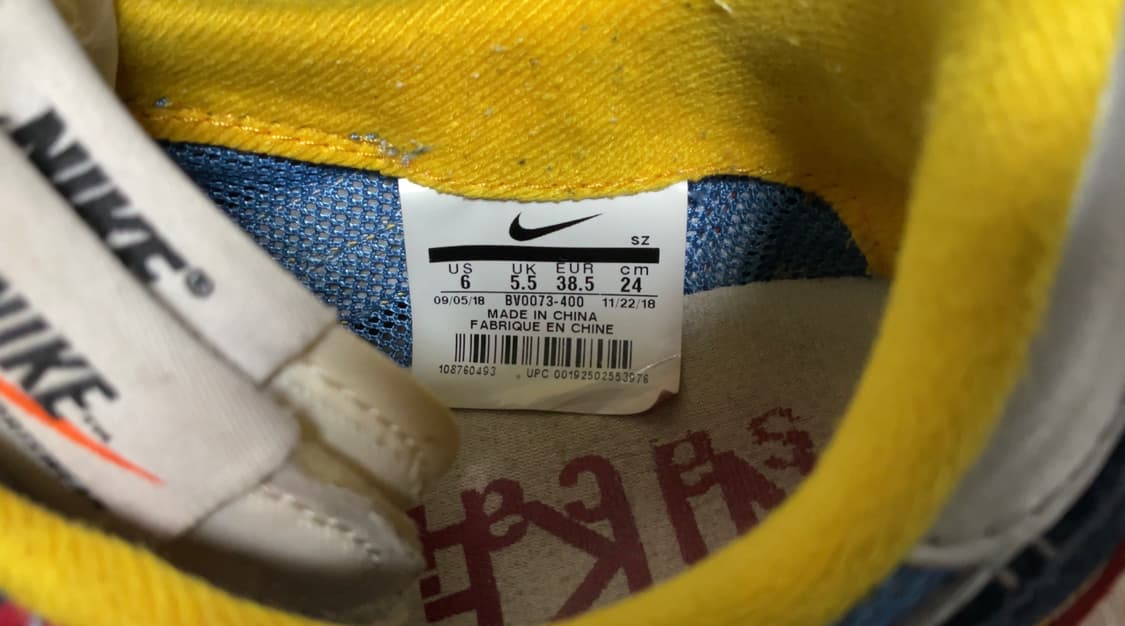 NIKE®
NIKE
SZ
US UK EUR cm
6 5.5 38.5 24
09/05/18 BV0073-400 11/22/18
MADE IN CHINA
FABRIQUE EN CHINE
108760493 UPC 00192502553976